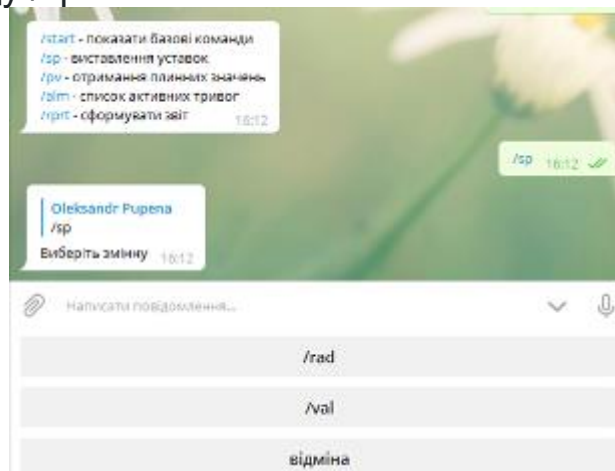 /start - показати базові команди
/sp - виставлення уставок
/pv - отримання плинних значень
/alm - список активних тривог
/rprt - сформувати звіт
16:12
/sp 16:12
Oleksandr Pupena
/sp
Виберіть змінну 16:12
Написати повідомлення...
/rad
/val
відміна